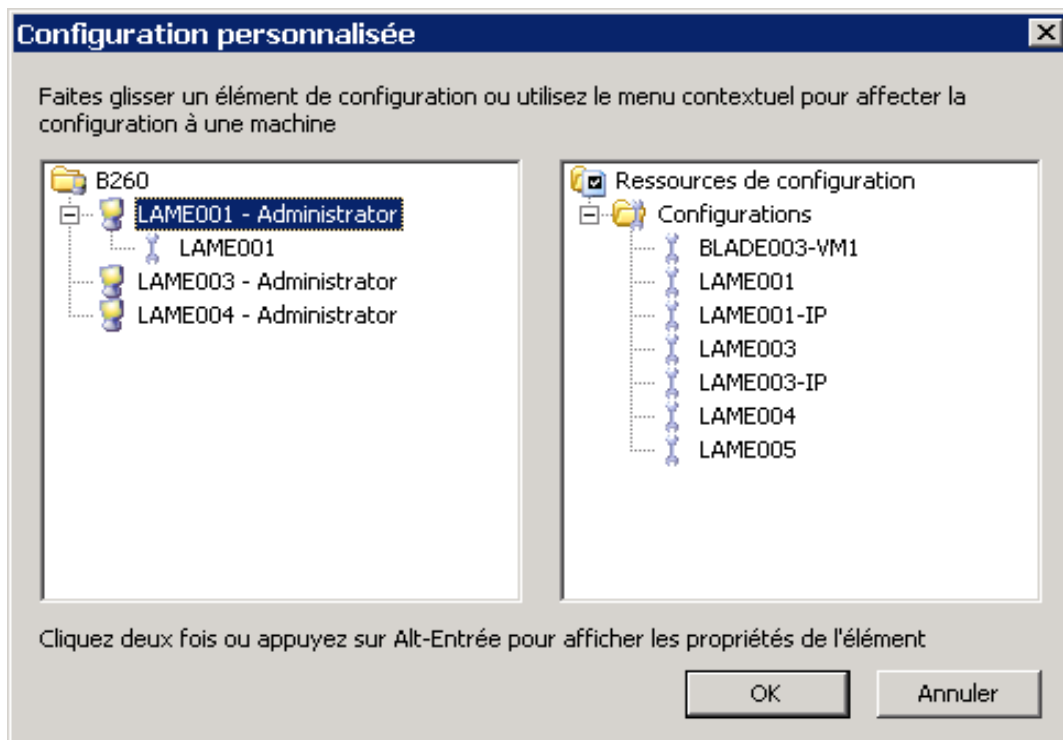 Configuration personnalisée
Faites glisser un élément de configuration ou utilisez le menu contextuel pour affecter la
configuration à une machine
B260
LAME001 - Administrator
LAME001
LAME003 - Administrator
LAME004 - Administrator
Ressources de configuration
Configurations
BLADE003-VM1
LAME001
LAME001-IP
LAME003
LAME003-IP
LAME004
LAME005
Cliquez deux fois ou appuyez sur Alt-Entrée pour afficher les propriétés de l'élément
OK
Annuler